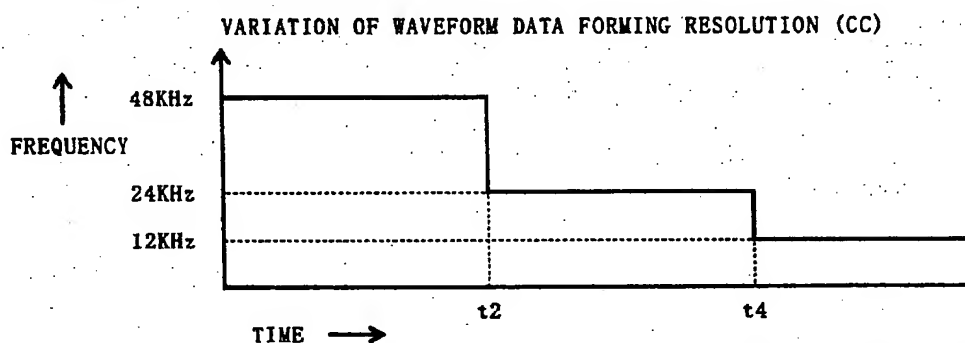 VARIATION OF WAVEFORM DATA FORMING RESOLUTION (CC)
48KHz
FREQUENCY
24KHz
12KHz
t2 t4
TIME